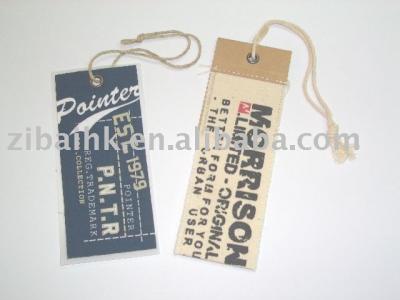 Pointer
EST 1979
POINTER
P.N.T.R
REG.TRADEMARK
.COLLECTION
MORRISON
LIMITED - ORIGINAL
BETTER FORM FOR YOU
.THE URBAN USER
zibaihk.en.alibaba.com